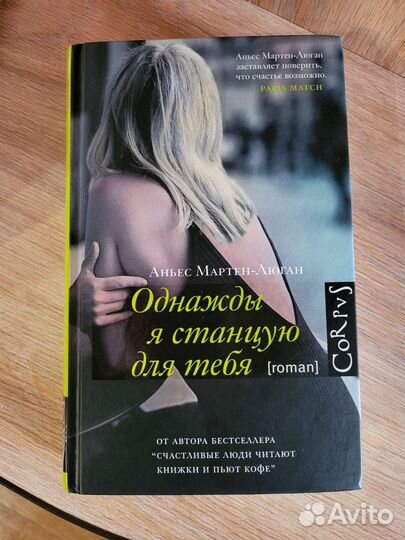 Аньес Мартен-Люган
заставляет поверить,
что счастье возможно.
PARIS MATCH
Аньес Мартен-Люган
Однажды
я станцую
для тебя
[roman]
CORPVS
ОТ АВТОРА БЕСТСЕЛЛЕРА
“СЧАСТЛИВЫЕ ЛЮДИ ЧИТАЮТ
КНИЖКИ И ПЬЮТ КОФЕ”
Avito